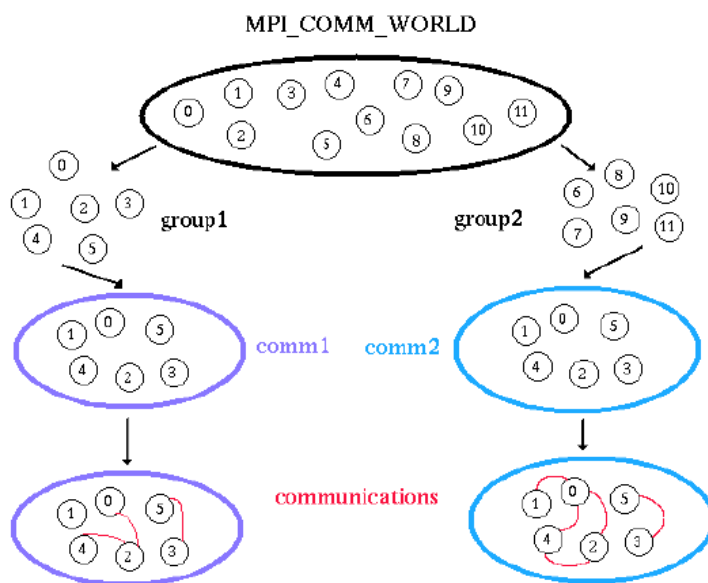 MPI_COMM_WORLD
0 1 2 3 4 5 6 7 8 9 10 11
0
1 2 3
4 5
group1
group2
6 8 10
7 9 11
1 0 5
4 2 3
comm1
comm2
1 0 5
4 2 3
1 0 5
4 2 3
communications
1 0 5
4 2 3